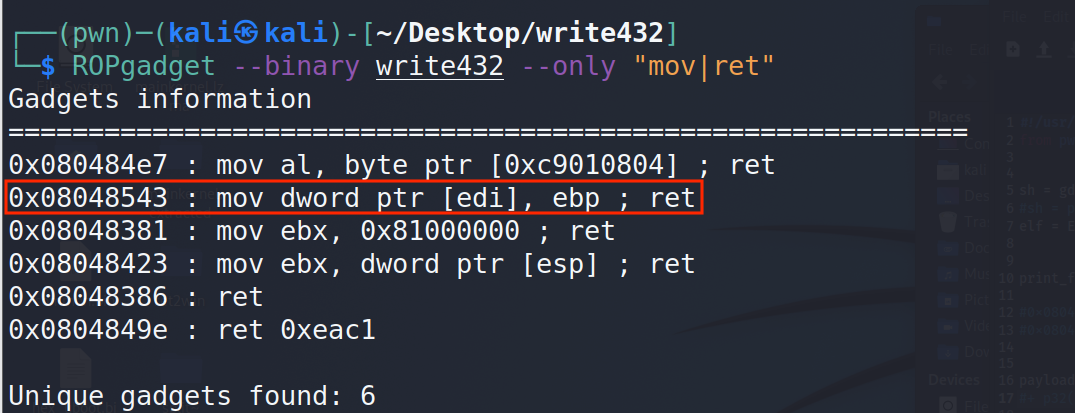 ┌──(pwn)─(kali㉿kali)-[~/Desktop/write432]
└─$ ROPgadget --binary write432 --only "mov|ret"
Gadgets information
============================================================
0x080484e7 : mov al, byte ptr [0xc9010804] ; ret
0x08048543 : mov dword ptr [edi], ebp ; ret
0x08048381 : mov ebx, 0x81000000 ; ret
0x08048423 : mov ebx, dword ptr [esp] ; ret
0x08048386 : ret
0x0804849e : ret 0xeac1
Unique gadgets found: 6